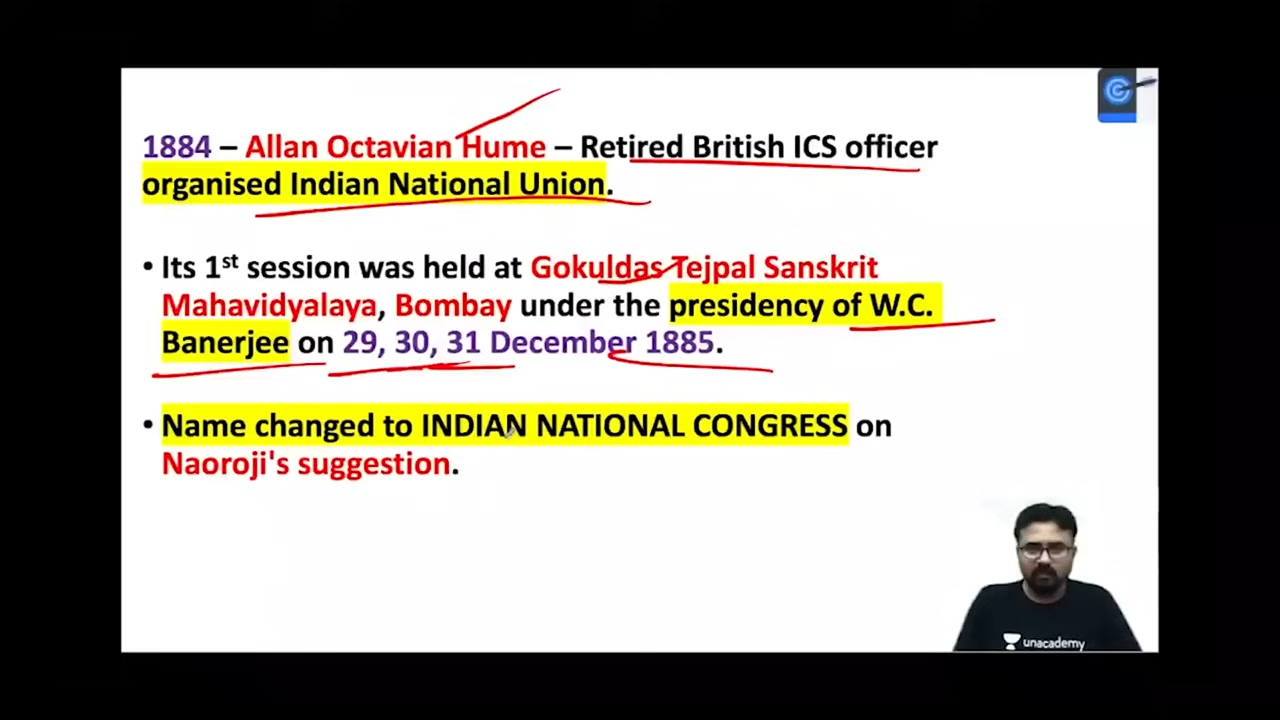 1884 – Allan Octavian Hume – Retired British ICS officer
organised Indian National Union.
• Its 1st session was held at Gokuldas Tejpal Sanskrit
Mahavidyalaya, Bombay under the presidency of W.C.
Banerjee on 29, 30, 31 December 1885.
• Name changed to INDIAN NATIONAL CONGRESS on
Naoroji's suggestion.
unacademy